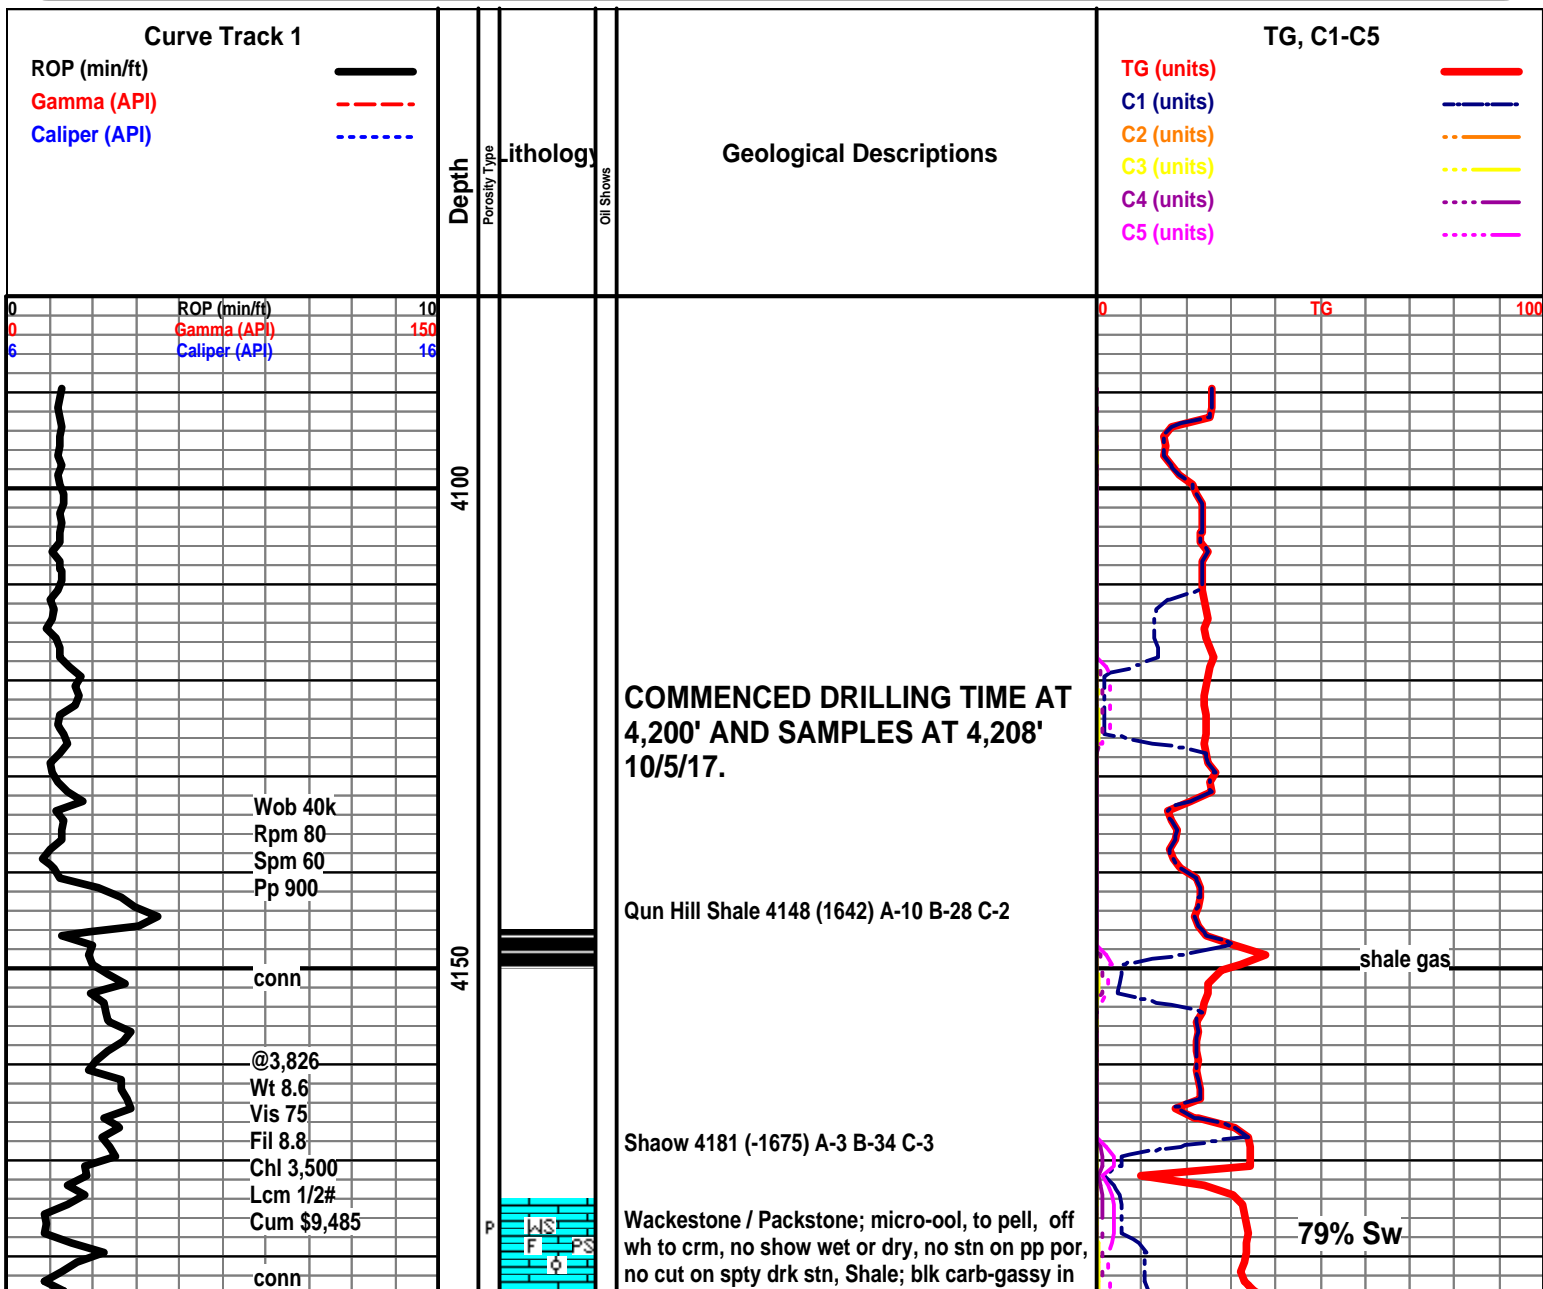 Curve Track 1
ROP (min/ft)
Gamma (API)
Caliper (API)
Depth
Porosity Type
Lithology
Oil Shows
Geological Descriptions
TG, C1-C5
TG (units)
C1 (units)
C2 (units)
C3 (units)
C4 (units)
C5 (units)
0 ROP (min/ft) 10
0 Gamma (API) 150
6 Caliper (API) 16
0 TG 100
4100
COMMENCED DRILLING TIME AT
4,200' AND SAMPLES AT 4,208'
10/5/17.
Wob 40k
Rpm 80
Spm 60
Pp 900
Qun Hill Shale 4148 (1642) A-10 B-28 C-2
4150
shale gas
conn
@3,826
Wt 8.6
Vis 75
Fil 8.8
Chl 3,500
Lcm 1/2#
Cum $9,485
conn
Shaow 4181 (-1675) A-3 B-34 C-3
P
WS
F PS
Wackestone / Packstone; micro-ool, to pell, off
wh to crm, no show wet or dry, no stn on pp por,
no cut on spty drk stn, Shale; blk carb-gassy in
79% Sw